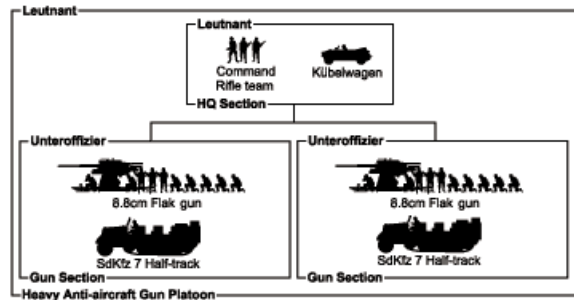 Leutnant
Leutnant
Command
Rifle team
Kübelwagen
HQ Section
Unteroffizier
8.8cm Flak gun
SdKfz 7 Half-track
Gun Section
Unteroffizier
8.8cm Flak gun
SdKfz 7 Half-track
Gun Section
Heavy Anti-aircraft Gun Platoon